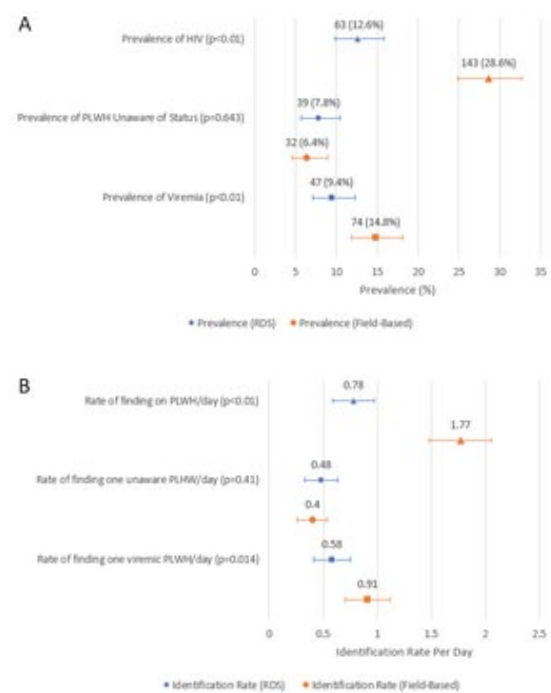 A
Prevalence of HIV (p<0.01)
63 (12.6%)
143 (28.6%)
Prevalence of PLWH Unaware of Status (p=0.643)
39 (7.8%)
32 (6.4%)
Prevalence of Viremia (p<0.01)
47 (9.4%)
74 (14.8%)
0 5 10 15 20 25 30 35
Prevalence (%)
Prevalence (RDS) Prevalence (Field-Based)
B
Rate of finding on PLWH/day (p<0.01)
0.78
1.77
Rate of finding one unaware PLHW/day (p=0.41)
0.48
0.4
Rate of finding one viremic PLWH/day (p=0.014)
0.58
0.91
0 0.5 1 1.5 2 2.5
Identification Rate Per Day
Identification Rate (RDS) Identification Rate (Field-Based)